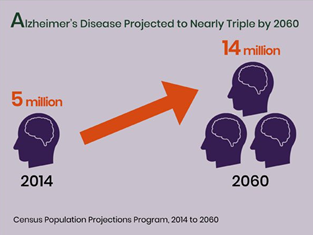 Alzheimer's Disease Projected to Nearly Triple by 2060
14 million
5 million
2014
2060
Census Population Projections Program, 2014 to 2060